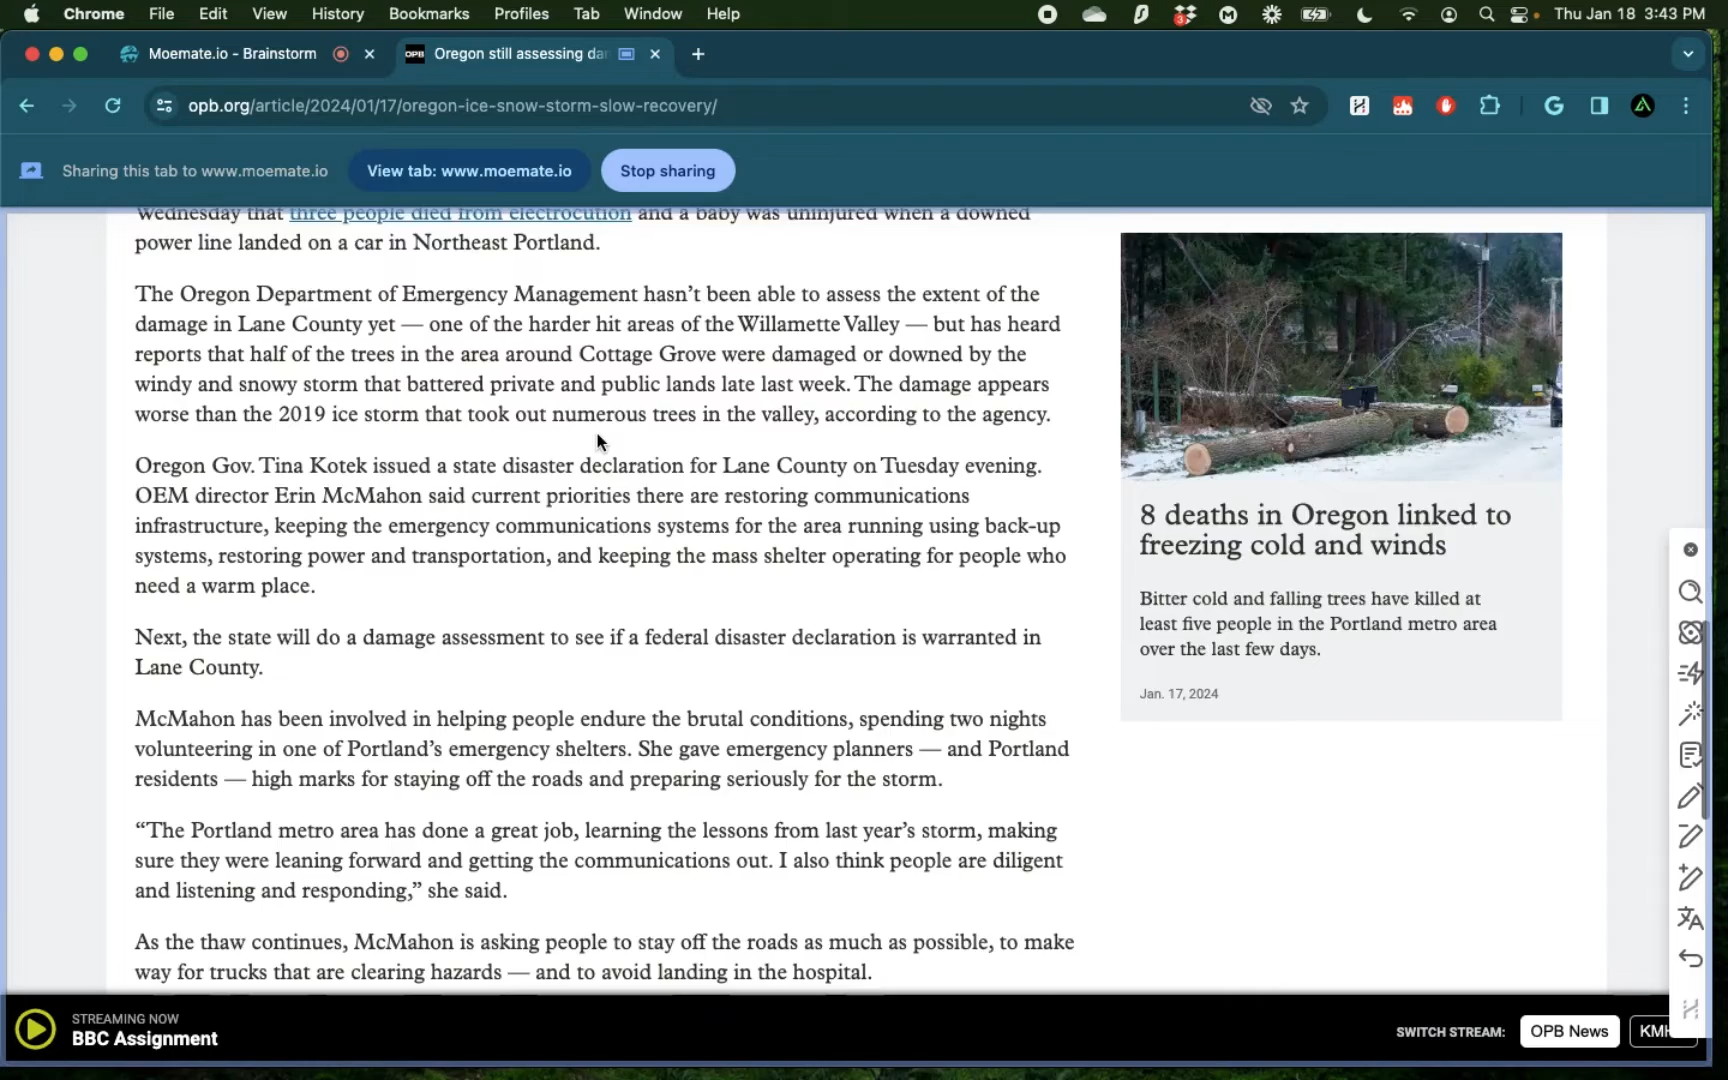 Chrome File Edit View History Bookmarks Profiles Tab Window Help
3
Thu Jan 18 3:43 PM
Moemate.io - Brainstorm
OPB Oregon still assessing da
opb.org/article/2024/01/17/oregon-ice-snow-storm-slow-recovery/
Sharing this tab to www.moemate.io
View tab: www.moemate.io
Stop sharing
Wednesday that three people died from electrocution and a baby was uninjured when a downed
power line landed on a car in Northeast Portland.
The Oregon Department of Emergency Management hasn’t been able to assess the extent of the
damage in Lane County yet — one of the harder hit areas of the Willamette Valley — but has heard
reports that half of the trees in the area around Cottage Grove were damaged or downed by the
windy and snowy storm that battered private and public lands late last week. The damage appears
worse than the 2019 ice storm that took out numerous trees in the valley, according to the agency.
Oregon Gov. Tina Kotek issued a state disaster declaration for Lane County on Tuesday evening.
OEM director Erin McMahon said current priorities there are restoring communications
infrastructure, keeping the emergency communications systems for the area running using back-up
systems, restoring power and transportation, and keeping the mass shelter operating for people who
need a warm place.
Next, the state will do a damage assessment to see if a federal disaster declaration is warranted in
Lane County.
McMahon has been involved in helping people endure the brutal conditions, spending two nights
volunteering in one of Portland’s emergency shelters. She gave emergency planners — and Portland
residents — high marks for staying off the roads and preparing seriously for the storm.
“The Portland metro area has done a great job, learning the lessons from last year’s storm, making
sure they were leaning forward and getting the communications out. I also think people are diligent
and listening and responding,” she said.
As the thaw continues, McMahon is asking people to stay off the roads as much as possible, to make
way for trucks that are clearing hazards — and to avoid landing in the hospital.
8 deaths in Oregon linked to
freezing cold and winds
Bitter cold and falling trees have killed at
least five people in the Portland metro area
over the last few days.
Jan. 17, 2024
STREAMING NOW
BBC Assignment
SWITCH STREAM:
OPB News
KMH